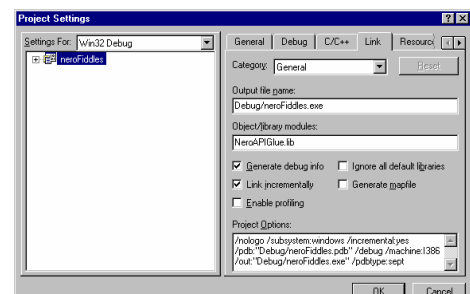 Project Settings
Settings For: Win32 Debug
neroFiddles
General Debug C/C++ Link Resourc
Category: General Reset
Output file name:
Debug/neroFiddles.exe
Object/library modules:
NeroAPIGlue.lib
Generate debug info Ignore all default libraries
Link incrementally Generate mapfile
Enable profiling
Project Options:
/nologo /subsystem:windows /incremental:yes
/pdb:"Debug/neroFiddles.pdb" /debug /machine:I386
/out:"Debug/neroFiddles.exe" /pdbtype:sept
OK Cancel